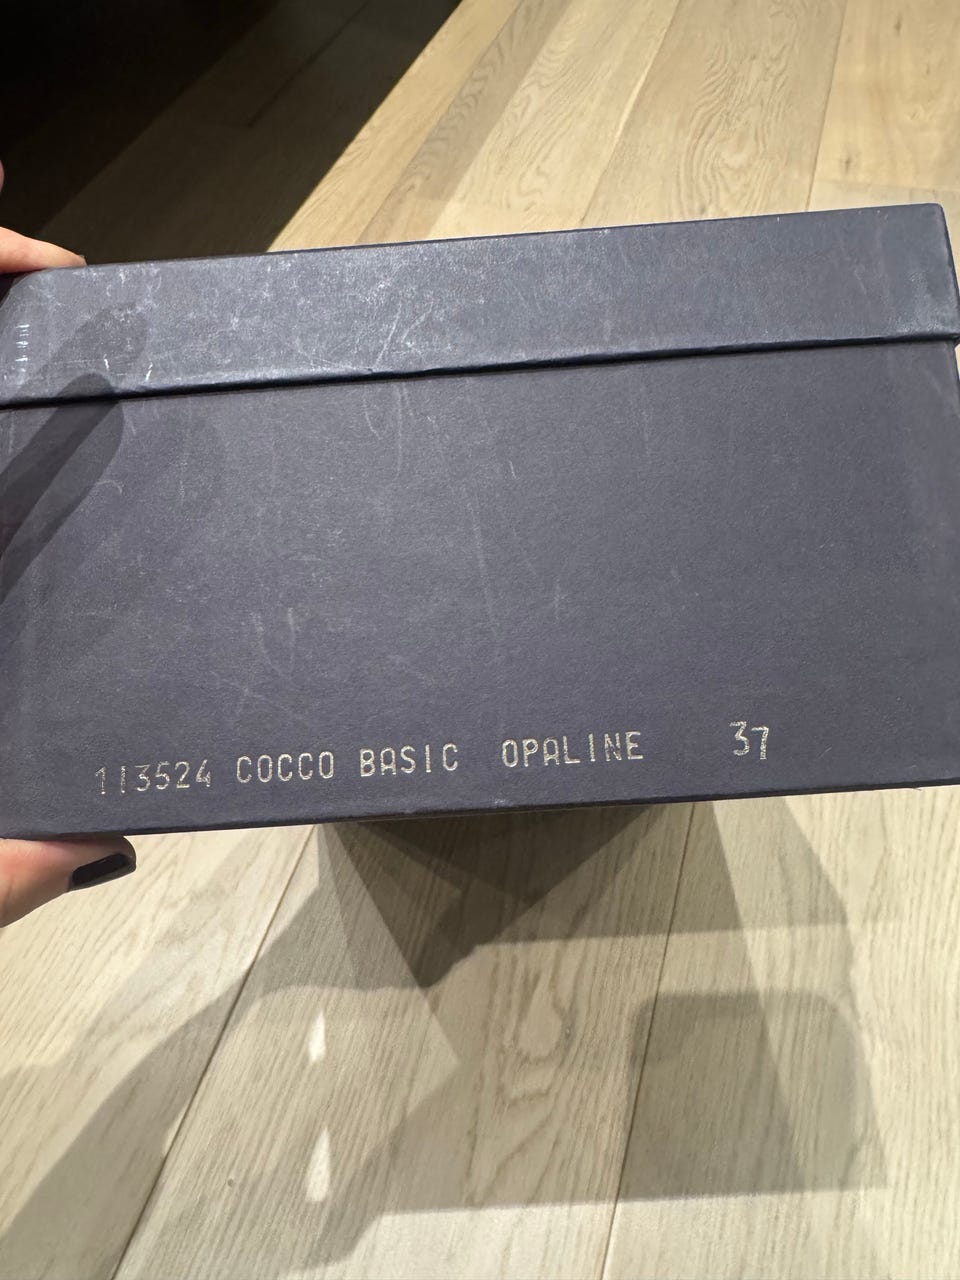 113524 COCCO BASIC OPALINE 37